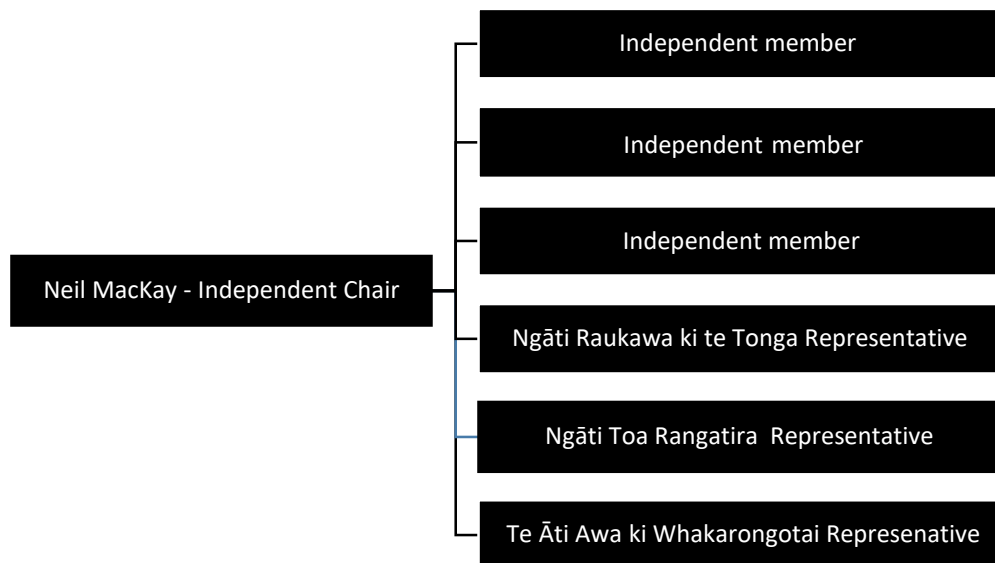 Independent member
Independent member
Independent member
Neil MacKay - Independent Chair
Ngāti Raukawa ki te Tonga Representative
Ngāti Toa Rangatira Representative
Te Āti Awa ki Whakarongotai Represenative